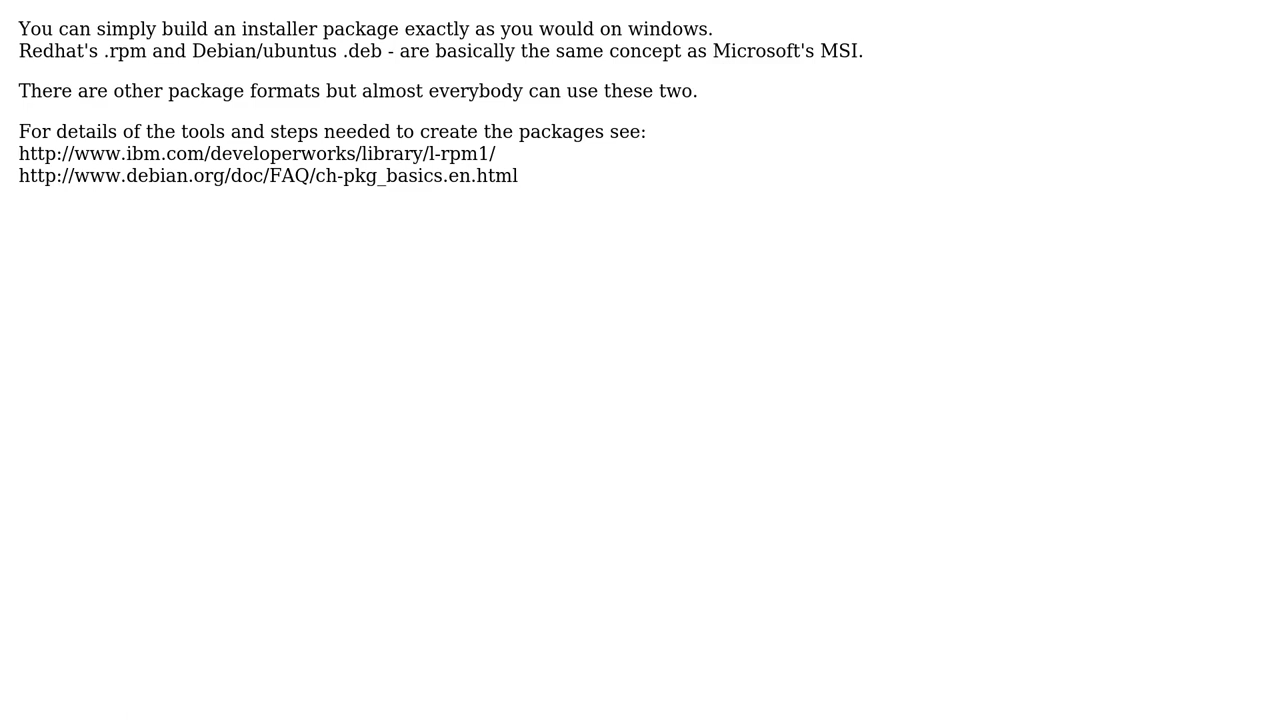 You can simply build an installer package exactly as you would on windows.
Redhat's .rpm and Debian/ubuntus .deb - are basically the same concept as Microsoft's MSI.
There are other package formats but almost everybody can use these two.
For details of the tools and steps needed to create the packages see:
http://www.ibm.com/developerworks/library/l-rpm1/
http://www.debian.org/doc/FAQ/ch-pkg_basics.en.html